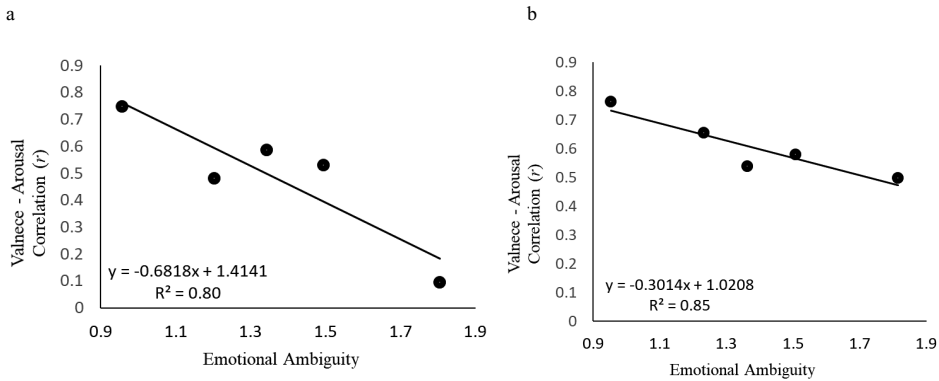 a
Valnece - Arousal
Correlation (r)
0.9
0.8
0.7
0.6
0.5
0.4
0.3
0.2
0.1
0
y = -0.6818x + 1.4141
R² = 0.80
0.9 1.1 1.3 1.5 1.7 1.9
Emotional Ambiguity
b
Valnece - Arousal
Correlation (r)
0.9
0.8
0.7
0.6
0.5
0.4
0.3
0.2
0.1
0
y = -0.3014x + 1.0208
R² = 0.85
0.9 1.1 1.3 1.5 1.7 1.9
Emotional Ambiguity